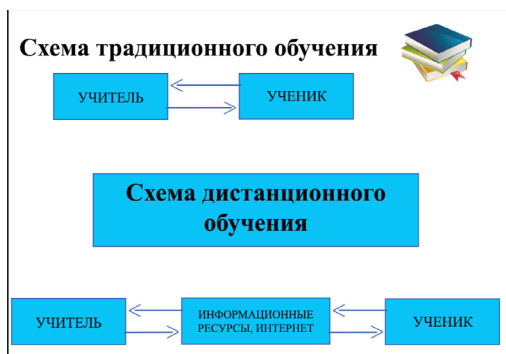 Схема традиционного обучения
УЧИТЕЛЬ
УЧЕНИК
Схема дистанционного
обучения
УЧИТЕЛЬ
ИНФОРМАЦИОННЫЕ
РЕСУРСЫ, ИНТЕРНЕТ
УЧЕНИК